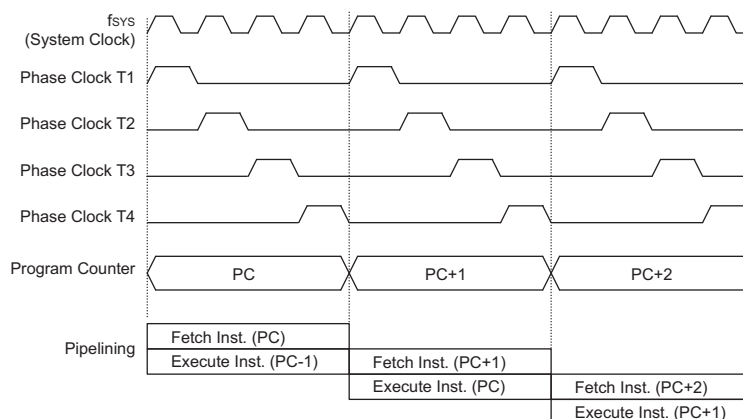 fSYS
(System Clock)
Phase Clock T1
Phase Clock T2
Phase Clock T3
Phase Clock T4
Program Counter PC PC+1 PC+2
Pipelining
Fetch Inst. (PC)
Execute Inst. (PC-1) Fetch Inst. (PC+1)
Execute Inst. (PC) Fetch Inst. (PC+2)
Execute Inst. (PC+1)